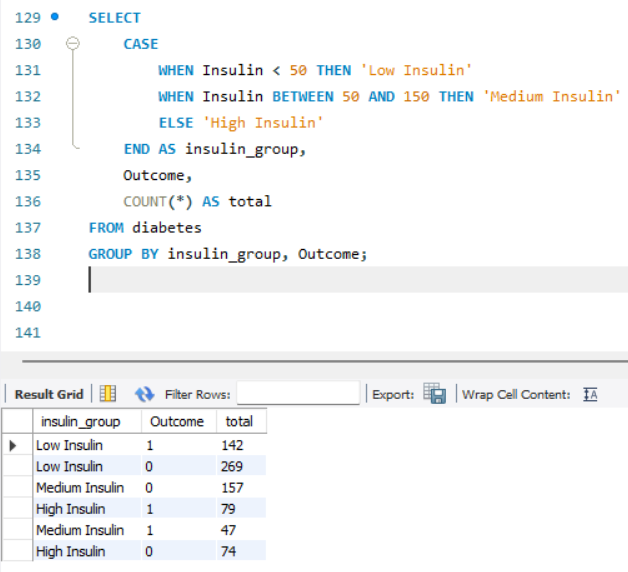 129 SELECT
130 CASE
131 WHEN Insulin < 50 THEN 'Low Insulin'
132 WHEN Insulin BETWEEN 50 AND 150 THEN 'Medium Insulin'
133 ELSE 'High Insulin'
134 END AS insulin_group,
135 Outcome,
136 COUNT(*) AS total
137 FROM diabetes
138 GROUP BY insulin_group, Outcome;
139
140
141
Result Grid Filter Rows: Export: Wrap Cell Content: IA
insulin_group Outcome total
Low Insulin 1 142
Low Insulin 0 269
Medium Insulin 0 157
High Insulin 1 79
Medium Insulin 1 47
High Insulin 0 74